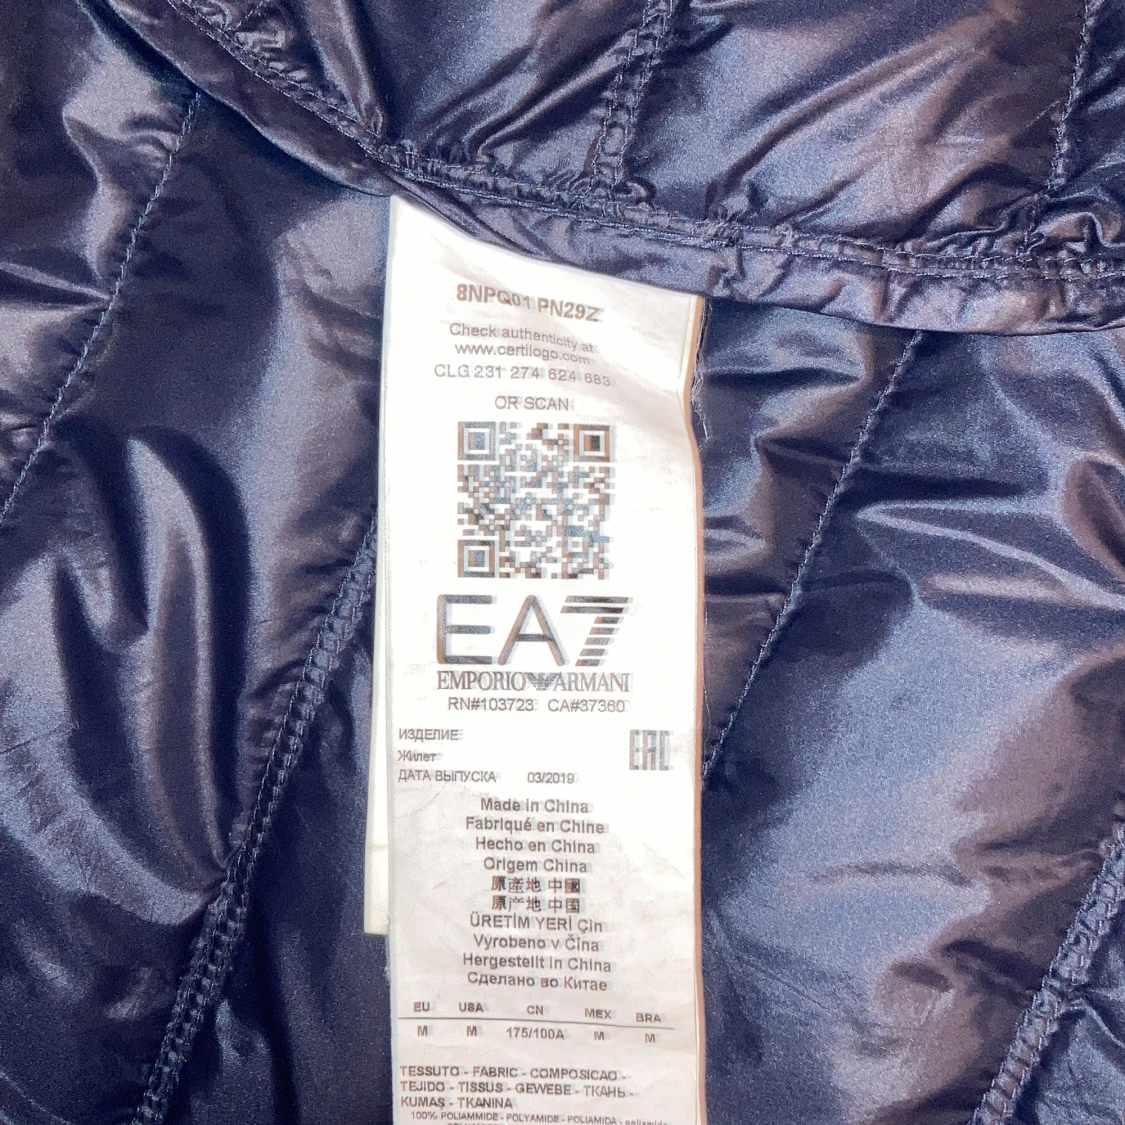 8NPQ01 PN29Z
Check authenticity at
www.certilogo.com
CLG 231 274 624 683
OR SCAN
EA7
EMPORIO ARMANI
RN#103723 CA#37360
ИЗДЕЛИЕ
EAC
Жилет
ДАТА ВЫПУСКА 03/2019
Made in China
Fabriqué en Chine
Hecho en China
Origem China
原產地 中國
原产地 中国
ÜRETİM YERİ Çin
Vyrobeno v Čína
Hergestellt in China
Сделано во Китае
EU USA CN MEX BRA
M M 175/100A M M
TESSUTO - FABRIC - COMPOSICAO -
TEJIDO - TISSUS - GEWEBE - ТКАНЬ -
KUMAŞ - TKANINA
100% POLIAMMIDE - POLYAMIDE - POLIAMIDA -